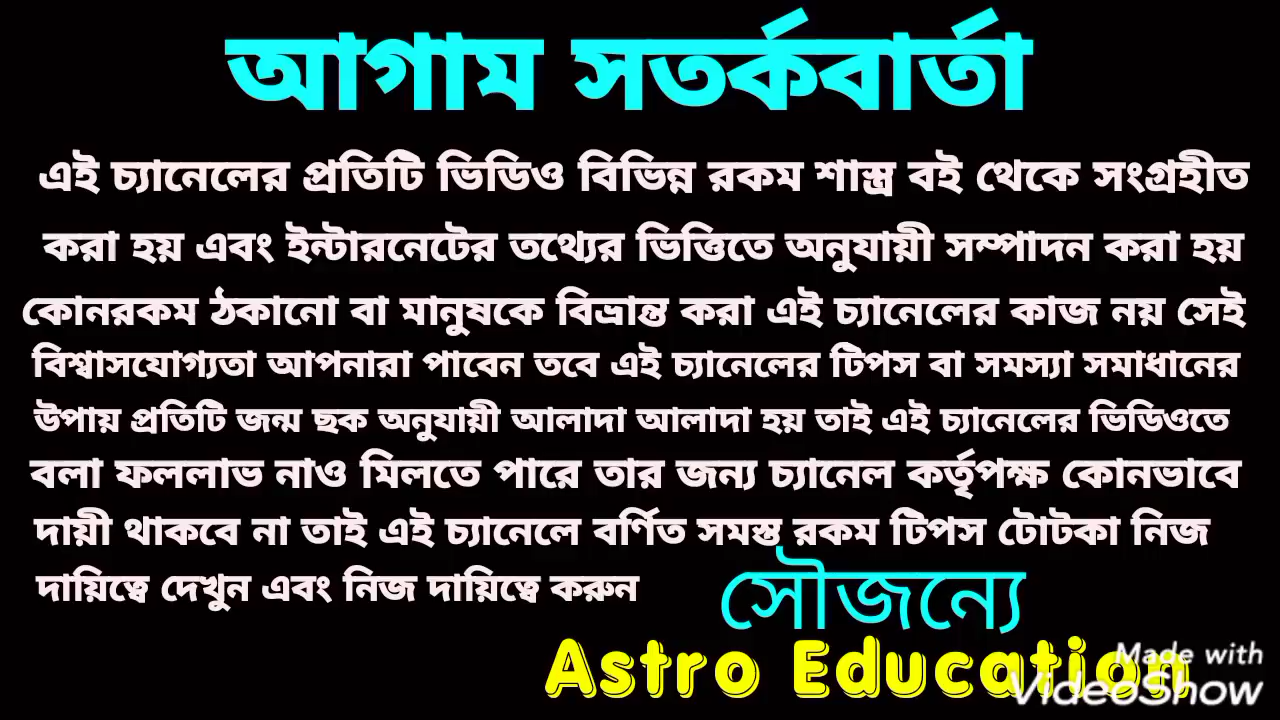 আগাম সতর্কবার্তা
এই চ্যানেলের প্রতিটি ভিডিও বিভিন্ন রকম শাস্ত্র বই থেকে সংগ্রহীত
করা হয় এবং ইন্টারনেটের তথ্যের ভিত্তিতে অনুযায়ী সম্পাদন করা হয়
কোনরকম ঠকানো বা মানুষকে বিভ্রান্ত করা এই চ্যানেলের কাজ নয় সেই
বিশ্বাসযোগ্যতা আপনারা পাবেন তবে এই চ্যানেলের টিপস বা সমস্যা সমাধানের
উপায় প্রতিটি জন্ম ছক অনুযায়ী আলাদা আলাদা হয় তাই এই চ্যানেলের ভিডিওতে
বলা ফললাভ নাও মিলতে পারে তার জন্য চ্যানেল কর্তৃপক্ষ কোনভাবে
দায়ী থাকবে না তাই এই চ্যানেলে বর্ণিত সমস্ত রকম টিপস টোটকা নিজ
দায়িত্বে দেখুন এবং নিজ দায়িত্বে করুন
সৌজন্যে
Astro Education
Made with
VideoShow